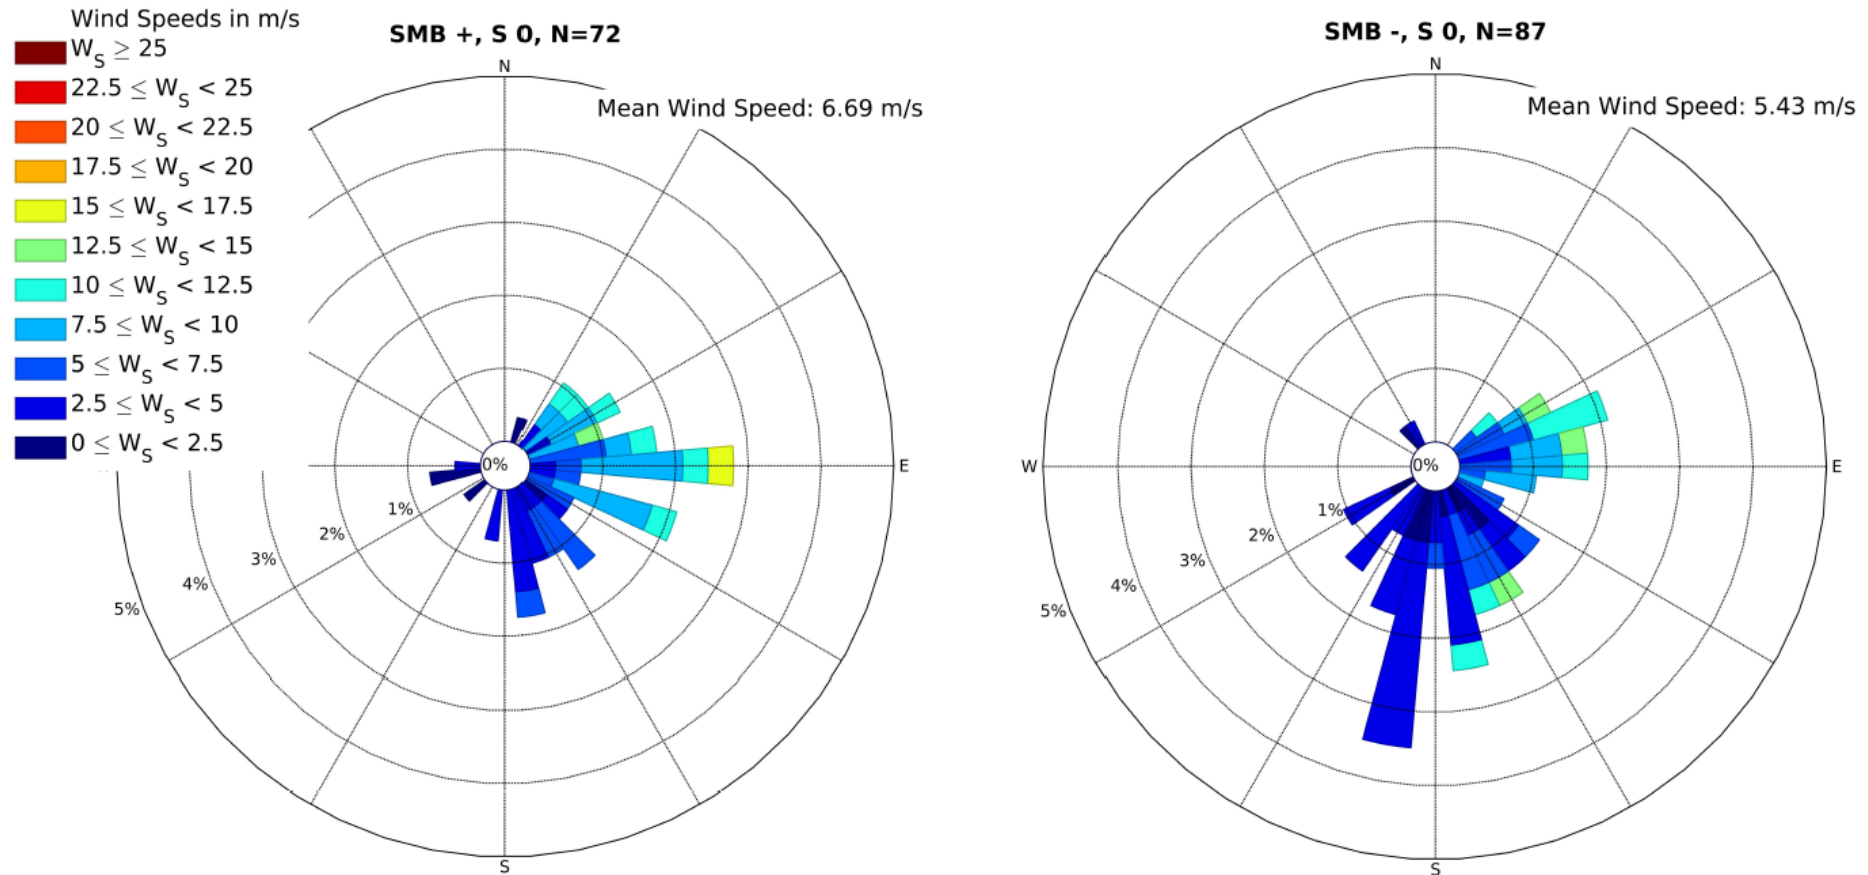 Wind Speeds in m/s
W_S ≥ 25
22.5 ≤ W_S < 25
20 ≤ W_S < 22.5
17.5 ≤ W_S < 20
15 ≤ W_S < 17.5
12.5 ≤ W_S < 15
10 ≤ W_S < 12.5
7.5 ≤ W_S < 10
5 ≤ W_S < 7.5
2.5 ≤ W_S < 5
0 ≤ W_S < 2.5
SMB +, S 0, N=72
N
Mean Wind Speed: 6.69 m/s
E
0%
1%
2%
3%
4%
5%
S
SMB -, S 0, N=87
N
Mean Wind Speed: 5.43 m/s
W
E
0%
1%
2%
3%
4%
5%
S